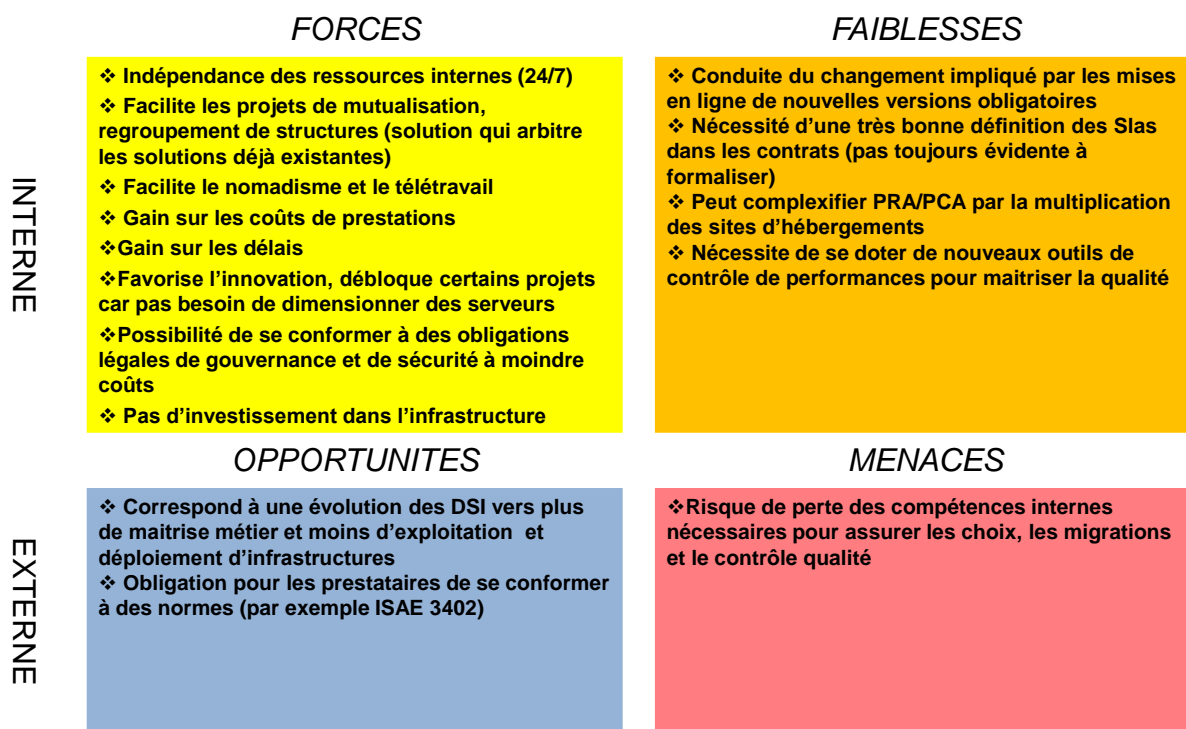 FORCES
❖ Indépendance des ressources internes (24/7)
❖ Facilite les projets de mutualisation,
regroupement de structures (solution qui arbitre
les solutions déjà existantes)
❖ Facilite le nomadisme et le télétravail
❖ Gain sur les coûts de prestations
❖Gain sur les délais
❖Favorise l’innovation, débloque certains projets
car pas besoin de dimensionner des serveurs
❖Possibilité de se conformer à des obligations
légales de gouvernance et de sécurité à moindre
coûts
❖ Pas d’investissement dans l’infrastructure
FAIBLESSES
❖ Conduite du changement impliqué par les mises
en ligne de nouvelles versions obligatoires
❖ Nécessité d’une très bonne définition des Slas
dans les contrats (pas toujours évidente à
formaliser)
❖ Peut complexifier PRA/PCA par la multiplication
des sites d’hébergements
❖ Nécessite de se doter de nouveaux outils de
contrôle de performances pour maitriser la qualité
INTERNE
OPPORTUNITES
❖ Correspond à une évolution des DSI vers plus
de maitrise métier et moins d’exploitation et
déploiement d’infrastructures
❖ Obligation pour les prestataires de se conformer
à des normes (par exemple ISAE 3402)
MENACES
❖Risque de perte des compétences internes
nécessaires pour assurer les choix, les migrations
et le contrôle qualité
EXTERNE